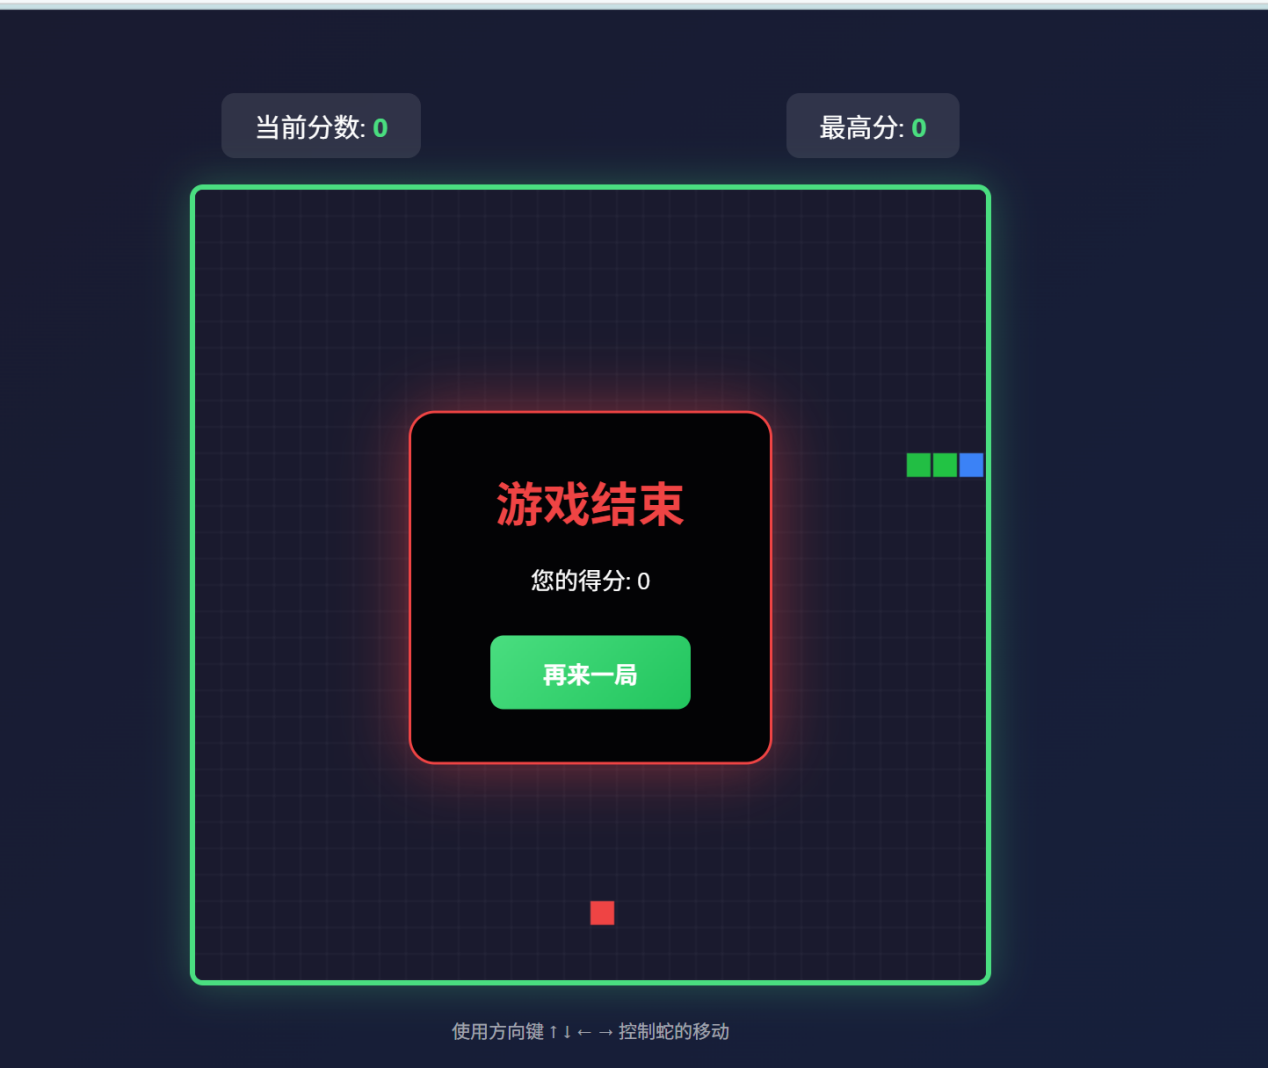 当前分数: 0
最高分: 0
游戏结束
您的得分: 0
再来一局
使用方向键 ↑ ↓ ← → 控制蛇的移动